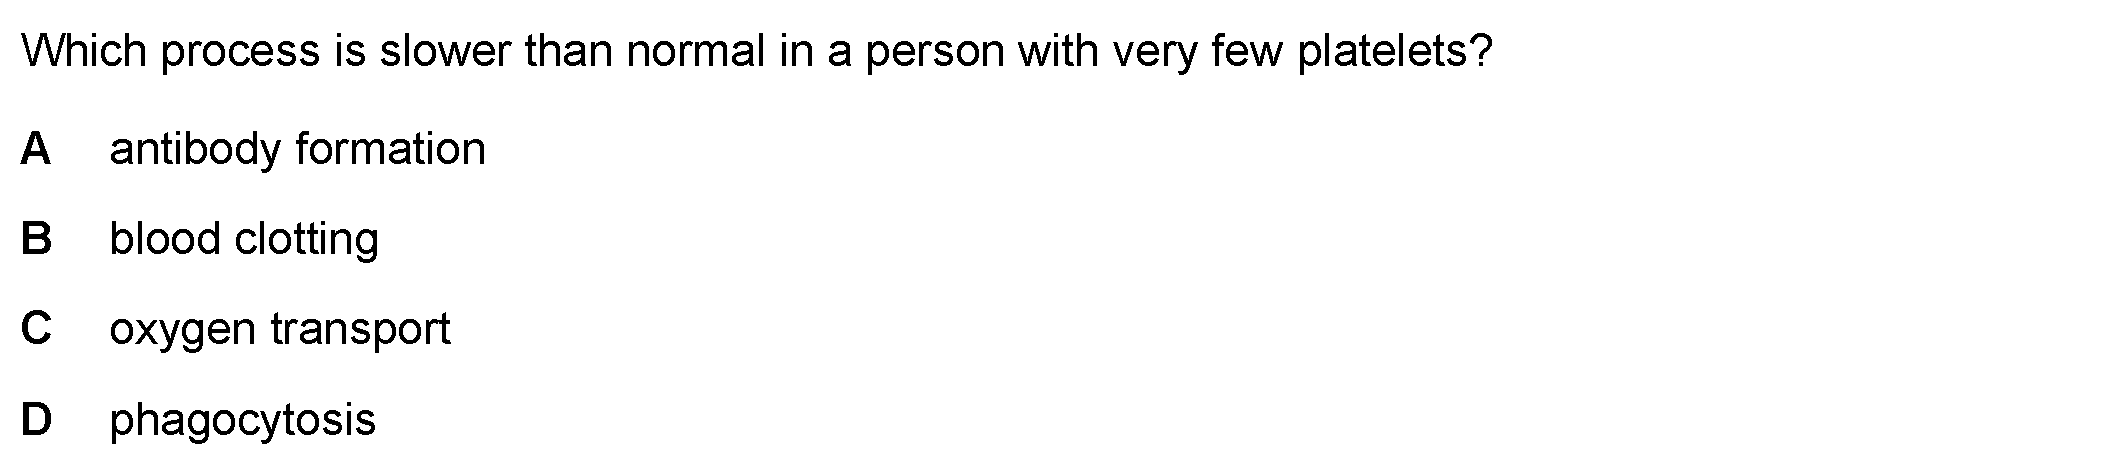 Which process is slower than normal in a person with very few platelets?
A antibody formation
B blood clotting
C oxygen transport
D phagocytosis